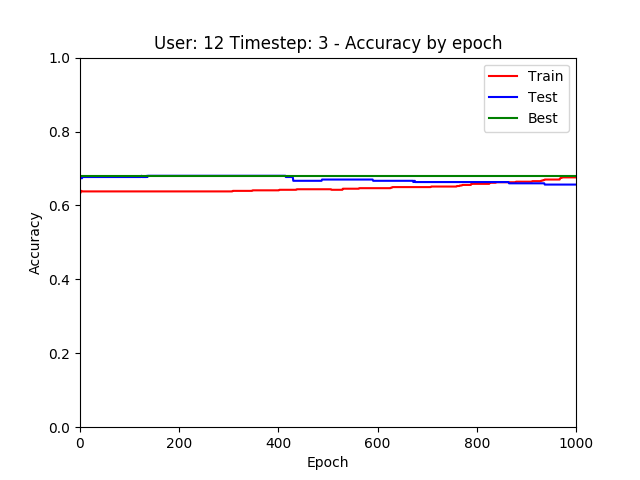 User: 12 Timestep: 3 - Accuracy by epoch
Train
Test
Best
1.0
0.8
0.6
0.4
0.2
0.0
Accuracy
0 200 400 600 800 1000
Epoch